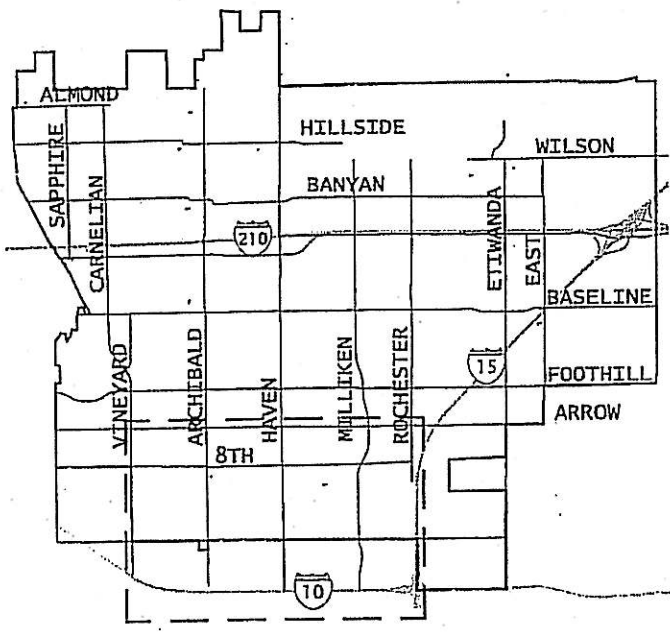 ALMOND
HILLSIDE
WILSON
SAPPHIRE
BANYAN
CARNELIAN
ETIWANDA
210
EAST
BASELINE
VINEYARD
ARCHIBALD
HAVEN
MILLIKEN
ROCHESTER
15
FOOTHILL
ARROW
8TH
10